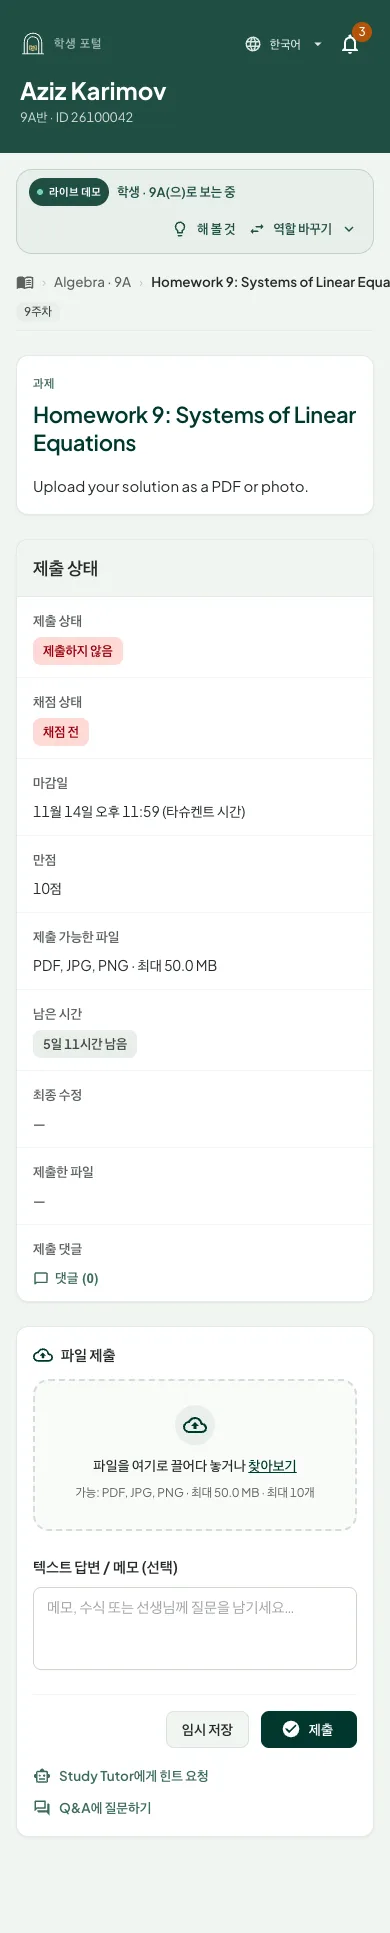 학생 포털
한국어
3
Aziz Karimov
9A반 · ID 26100042
라이브 데모
학생 · 9A(으)로 보는 중
해 볼 것
역할 바꾸기
Algebra · 9A
Homework 9: Systems of Linear Equa
9주차
과제
Homework 9: Systems of Linear
Equations
Upload your solution as a PDF or photo.
제출 상태
제출 상태
제출하지 않음
채점 상태
채점 전
마감일
11월 14일 오후 11:59 (타슈켄트 시간)
만점
10점
제출 가능한 파일
PDF, JPG, PNG · 최대 50.0 MB
남은 시간
5일 11시간 남음
최종 수정
—
제출한 파일
—
제출 댓글
댓글 (0)
파일 제출
파일을 여기로 끌어다 놓거나 찾아보기
가능: PDF, JPG, PNG · 최대 50.0 MB · 최대 10개
텍스트 답변 / 메모 (선택)
메모, 수식 또는 선생님께 질문을 남기세요...
임시 저장
제출
Study Tutor에게 힌트 요청
Q&A에 질문하기